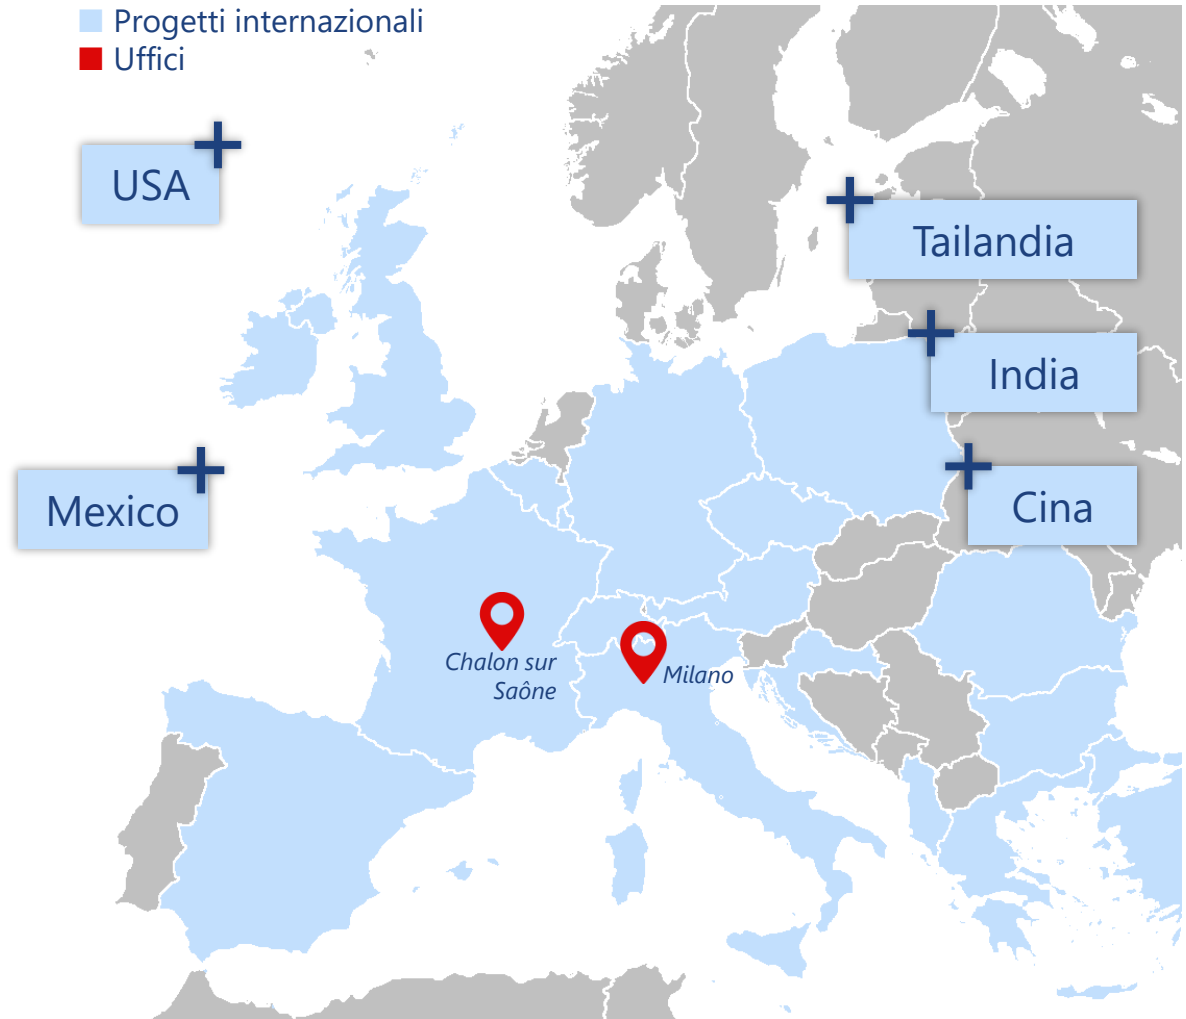 Progetti internazionali
Uffici
USA
Tailandia
India
Mexico
Cina
Chalon sur
Saône
Milano